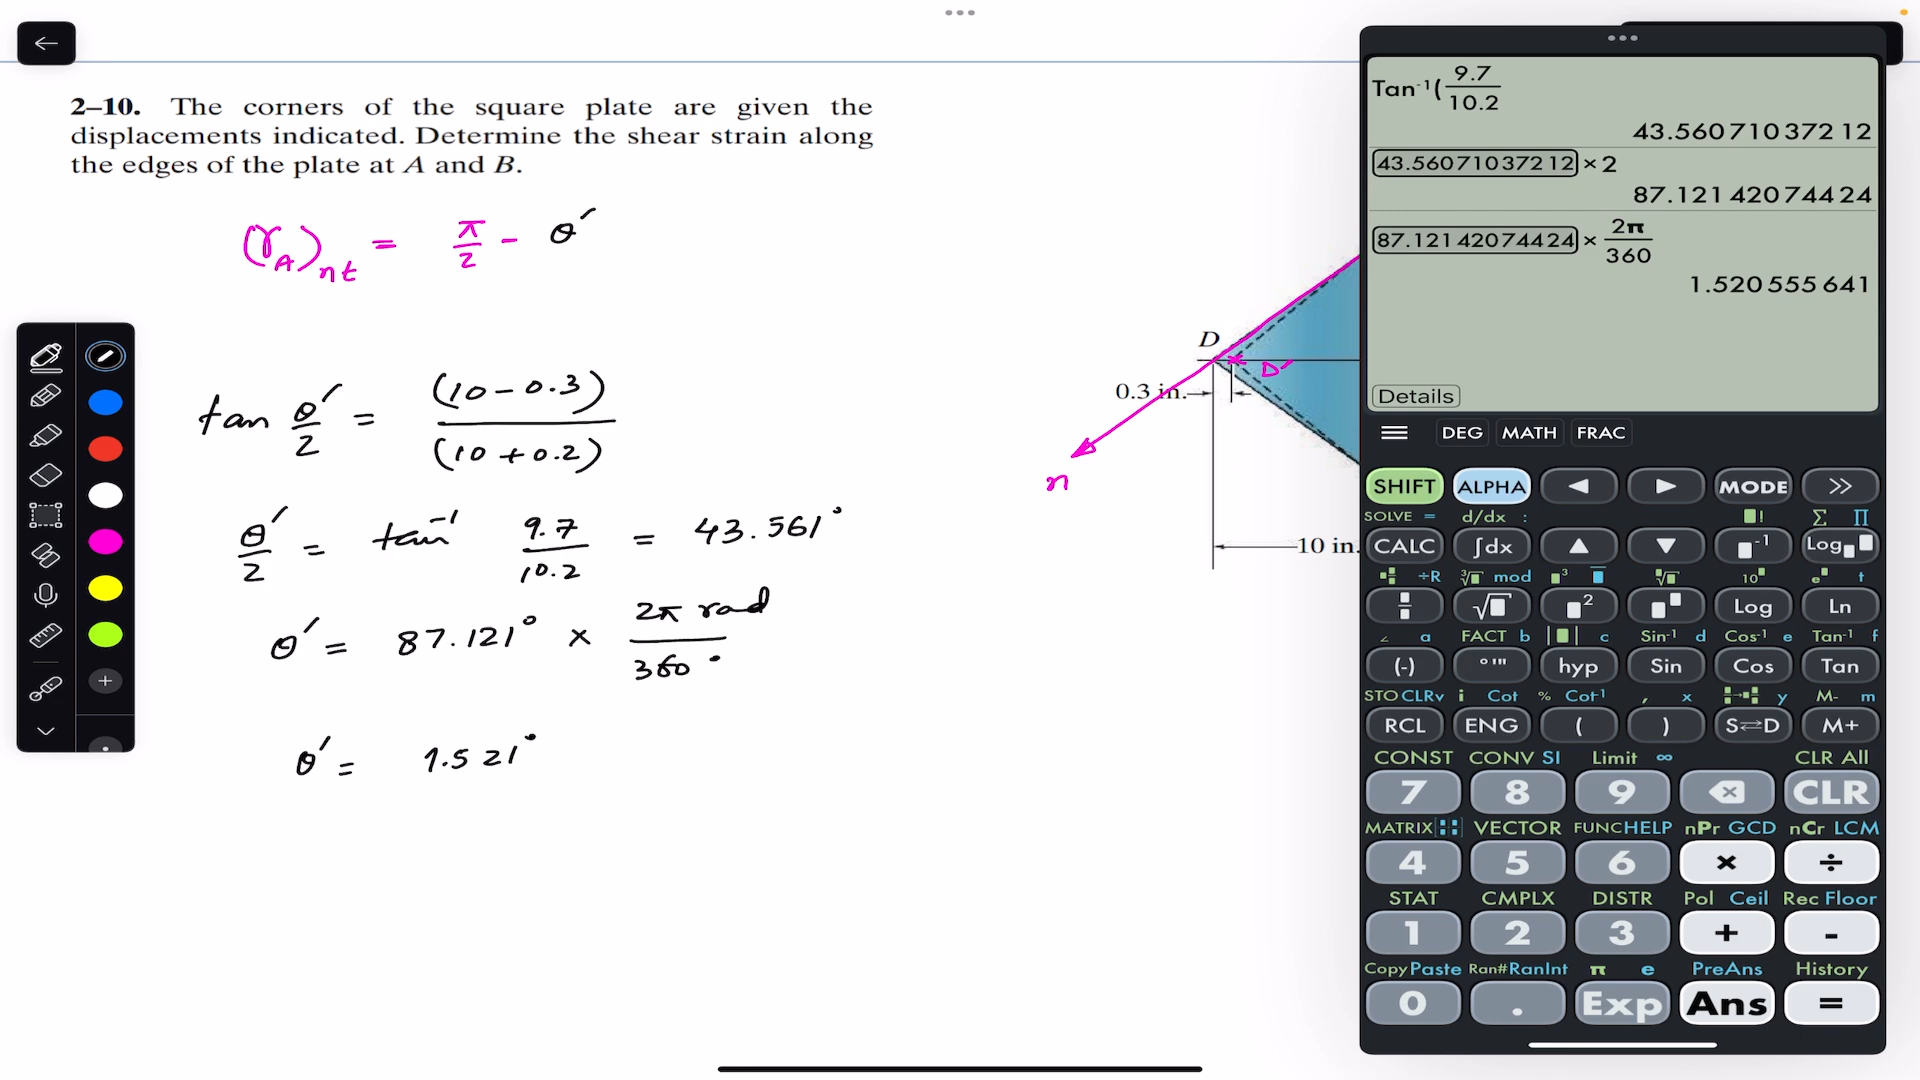 2–10. The corners of the square plate are given the
displacements indicated. Determine the shear strain along
the edges of the plate at A and B.
(γA)nt = π/2 - θ′
tan θ′/2 = (10 - 0.3)/(10 + 0.2)
θ′/2 = tan⁻¹ 9.7/10.2 = 43.561°
θ′ = 87.121° × 2π rad/360°
θ′ = 1.521°
D
D′
0.3 in.
n
10 in.
Tan⁻¹(9.7/10.2
43.56071037212
43.56071037212 × 2
87.12142074424
87.12142074424 × 2π/360
1.520555641
Details
DEG MATH FRAC
SHIFT ALPHA MODE
SOLVE = d/dx : ! Σ Π
CALC ∫dx -1 Log
÷R mod 10 e t
2 Log Ln
∠ a FACT b c Sin⁻¹ d Cos⁻¹ e Tan⁻¹ f
(-) °''' hyp Sin Cos Tan
STO CLRv i Cot % Cot⁻¹ , x y M- m
RCL ENG ( ) S⇌D M+
CONST CONV SI Limit ∞ CLR All
7 8 9 CLR
MATRIX VECTOR FUNC HELP nPr GCD nCr LCM
4 5 6 × ÷
STAT CMPLX DISTR Pol Ceil Rec Floor
1 2 3 + -
Copy Paste Ran# RanInt π e PreAns History
0 . Exp Ans =